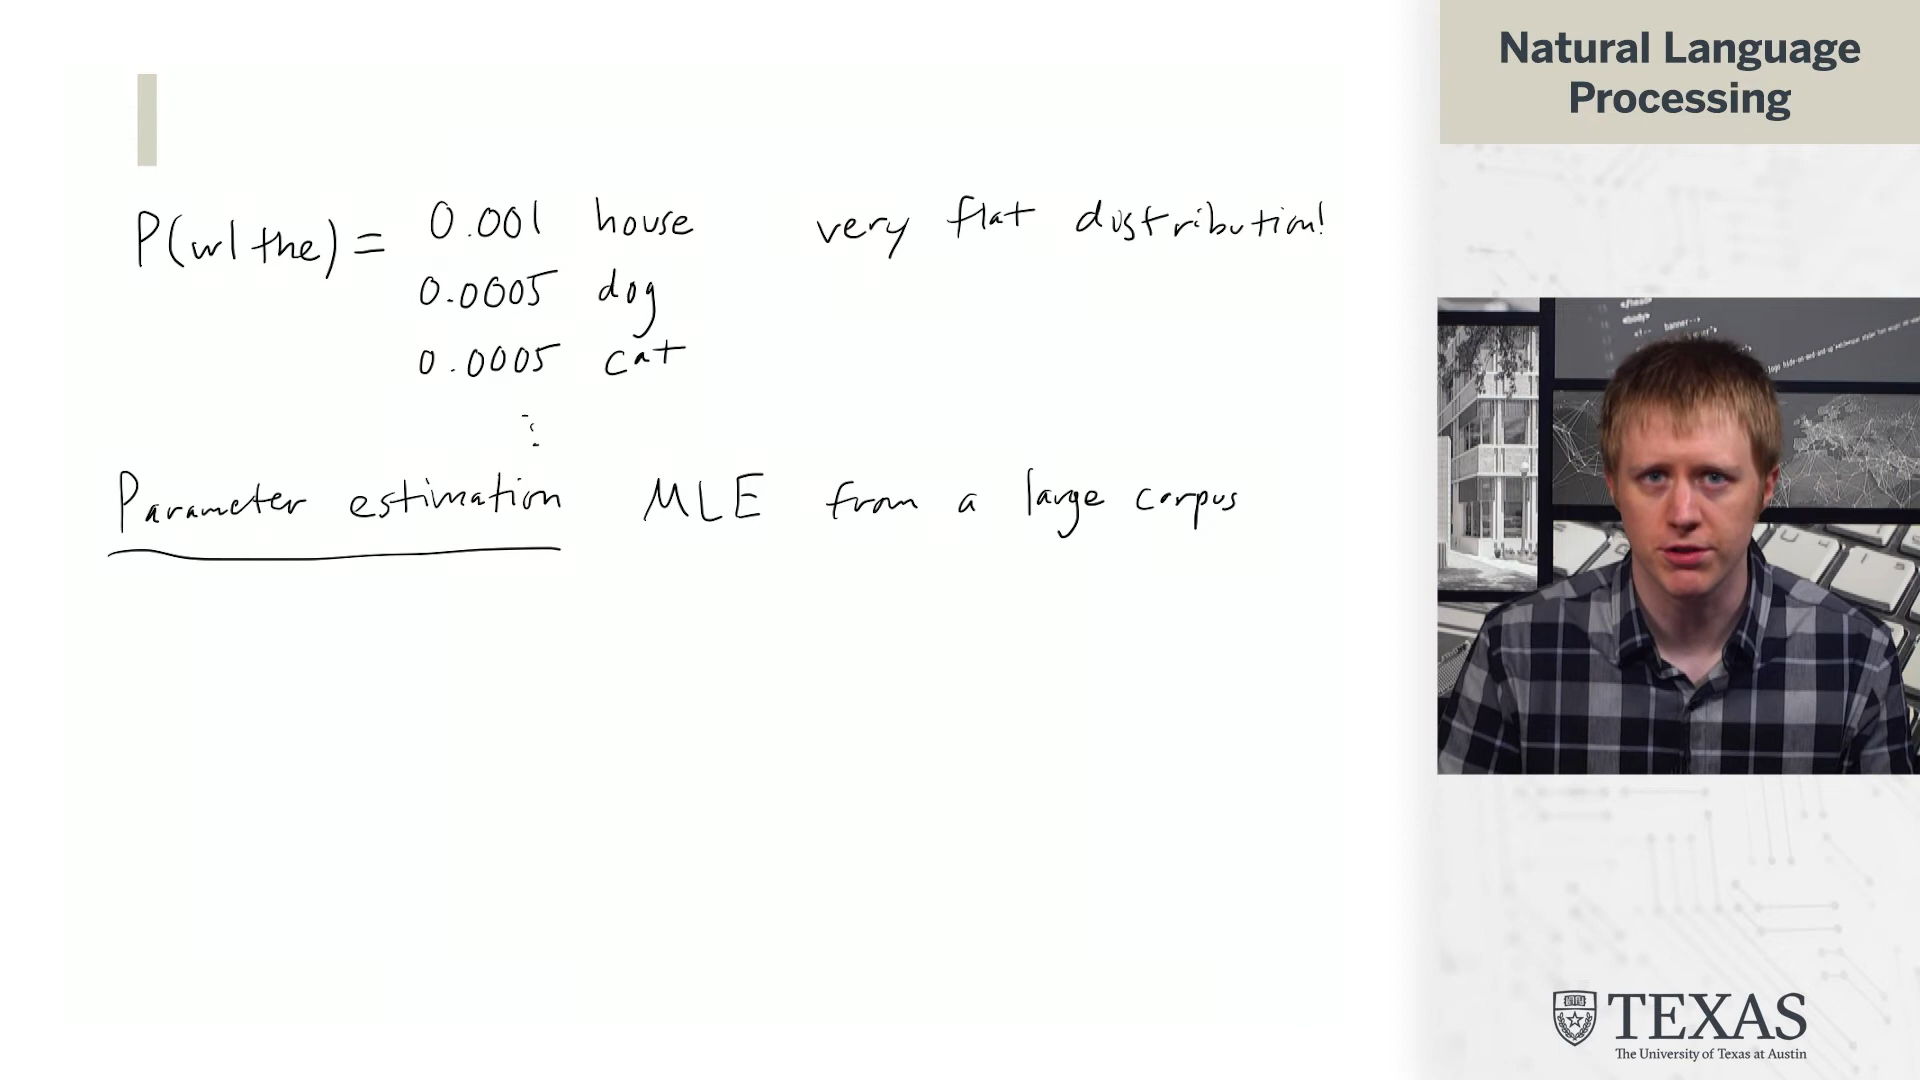 Natural Language
Processing
P(w|the) = 0.001 house very flat distribution!
0.0005 dog
0.0005 cat
⋮
Parameter estimation MLE from a large corpus
banner-->
TEXAS
The University of Texas at Austin